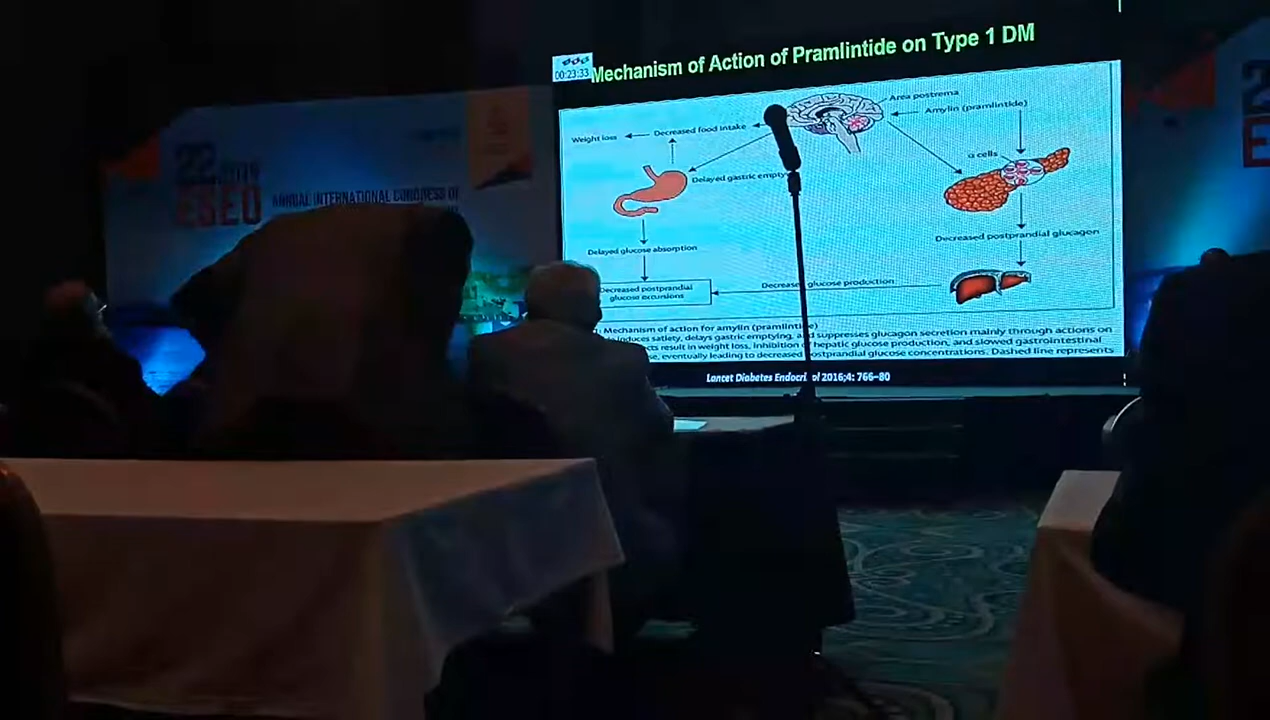 Mechanism of Action of Pramlintide on Type 1 DM
00:23:33
Area postrema
Amylin (pramlintide)
Weight loss
Decreased food intake
α cells
Delayed gastric empty
Decreased postprandial glucagon
Delayed glucose absorption
Decreased postprandial
glucose excursions
Decreased glucose production
Mechanism of action for amylin (pramlintide)
induces satiety, delays gastric emptying, and suppresses glucagon secretion mainly through actions on
result in weight loss, inhibition of hepatic glucose production, and slowed gastrointestinal
eventually leading to decreased postprandial glucose concentrations. Dashed line represents
Lancet Diabetes Endocrinol 2016;4: 766–80
22
ESEO
ANNUAL INTERNATIONAL CONGRESS OF